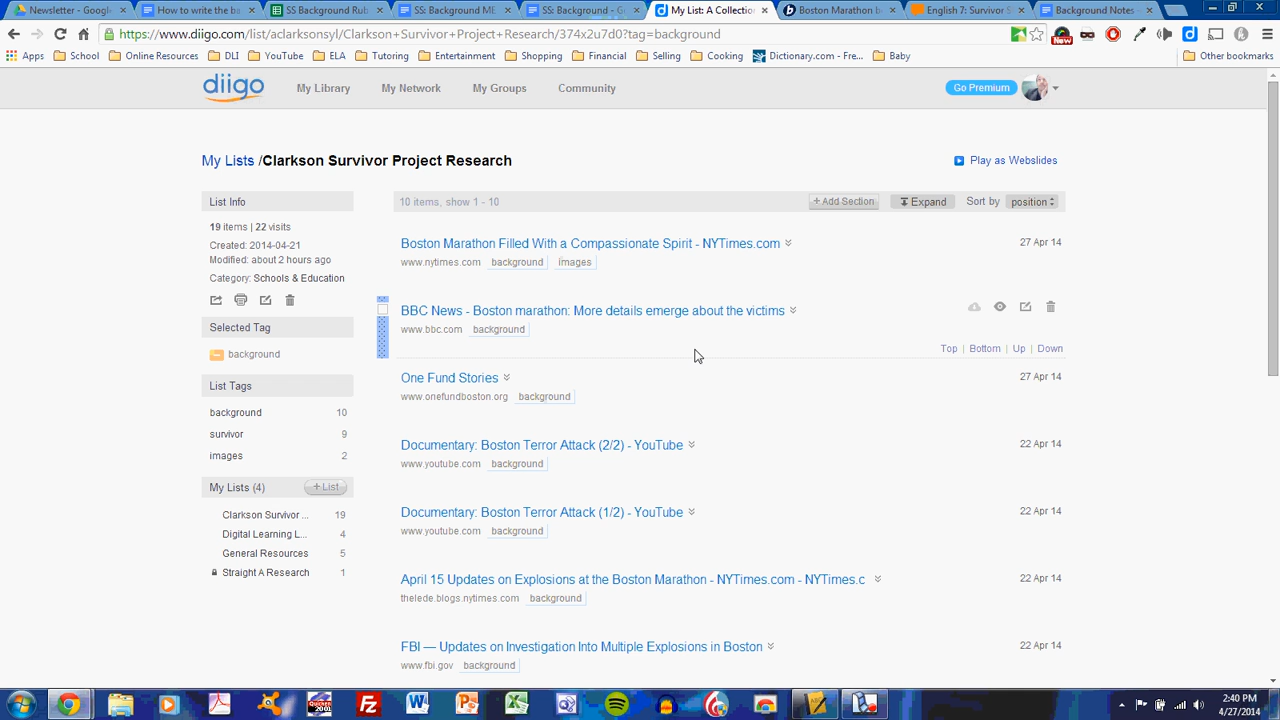 Newsletter - Google
How to write the ba
SS Background Rub
SS: Background ME
SS: Background - G
My List: A Collection
Boston Marathon b
English 7: Survivor S
Background Notes
https://www.diigo.com/list/aclarkson
Clarkson+Survivor+Project+Research/374x2u7d0?tag=background
New
Apps School Online Resources DLI YouTube ELA Tutoring Entertainment Shopping Financial Selling Cooking Dictionary.com - Fre... Baby Other bookmarks
diigo My Library My Network My Groups Community Go Premium
My Lists /Clarkson Survivor Project Research Play as Webslides
List Info
19 items | 22 visits
Created: 2014-04-21
Modified: about 2 hours ago
Category: Schools & Education
Selected Tag
background
List Tags
background 10
survivor 9
images 2
My Lists (4) + List
Clarkson Survivor ... 19
Digital Learning L... 4
General Resources 5
Straight A Research 1
10 items, show 1 - 10 + Add Section Expand Sort by position
Boston Marathon Filled With a Compassionate Spirit - NYTimes.com 27 Apr 14
www.nytimes.com background images
BBC News - Boston marathon: More details emerge about the victims
www.bbc.com background
Top | Bottom | Up | Down
One Fund Stories 27 Apr 14
www.onefundboston.org background
Documentary: Boston Terror Attack (2/2) - YouTube 22 Apr 14
www.youtube.com background
Documentary: Boston Terror Attack (1/2) - YouTube 22 Apr 14
www.youtube.com background
April 15 Updates on Explosions at the Boston Marathon - NYTimes.com - NYTimes.c 22 Apr 14
thelede.blogs.nytimes.com background
FBI — Updates on Investigation Into Multiple Explosions in Boston 22 Apr 14
www.fbi.gov background
2:40 PM
4/27/2014